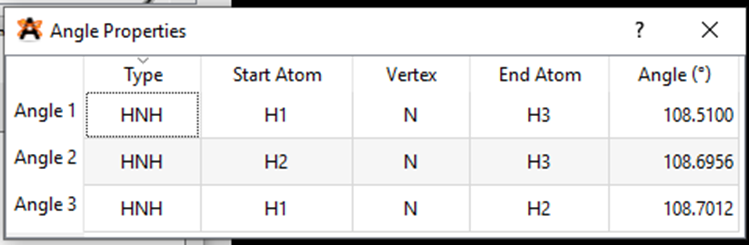 Angle Properties ? ×
Type Start Atom Vertex End Atom Angle (°)
Angle 1 HNH H1 N H3 108.5100
Angle 2 HNH H2 N H3 108.6956
Angle 3 HNH H1 N H2 108.7012